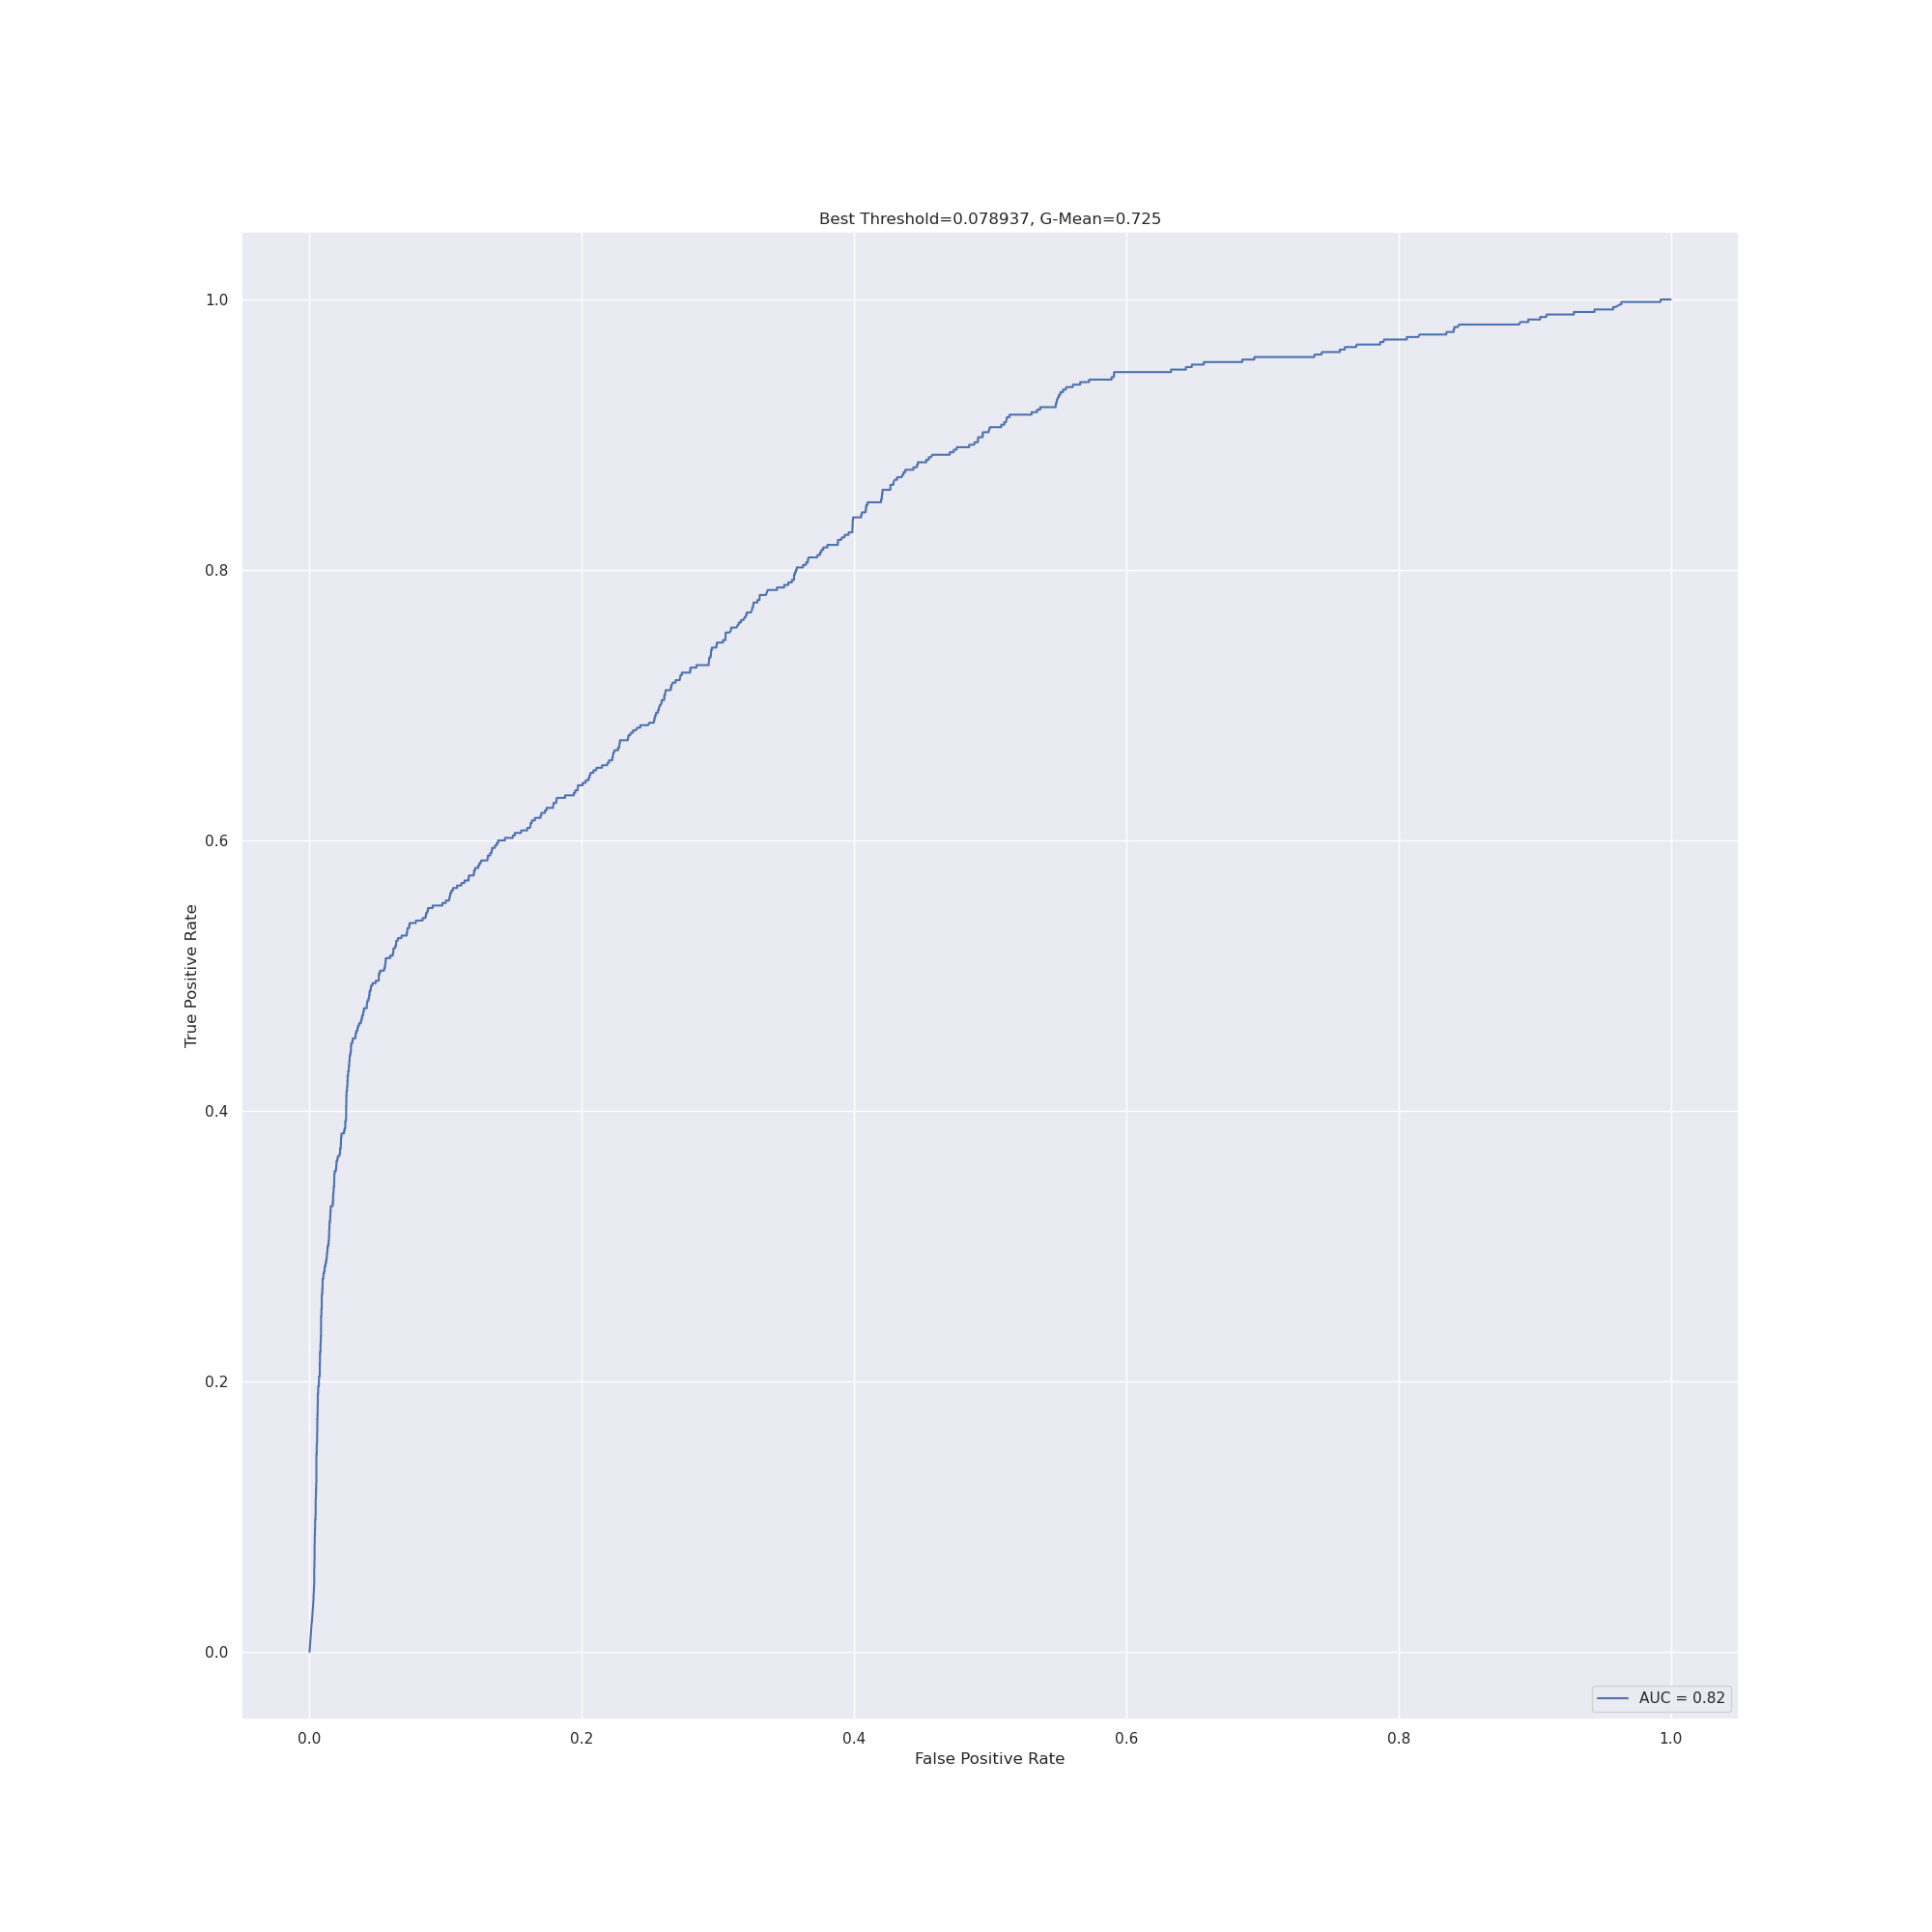 Best Threshold=0.078937, G-Mean=0.725
1.0
0.8
0.6
0.4
0.2
0.0
True Positive Rate
AUC = 0.82
0.0 0.2 0.4 0.6 0.8 1.0
False Positive Rate